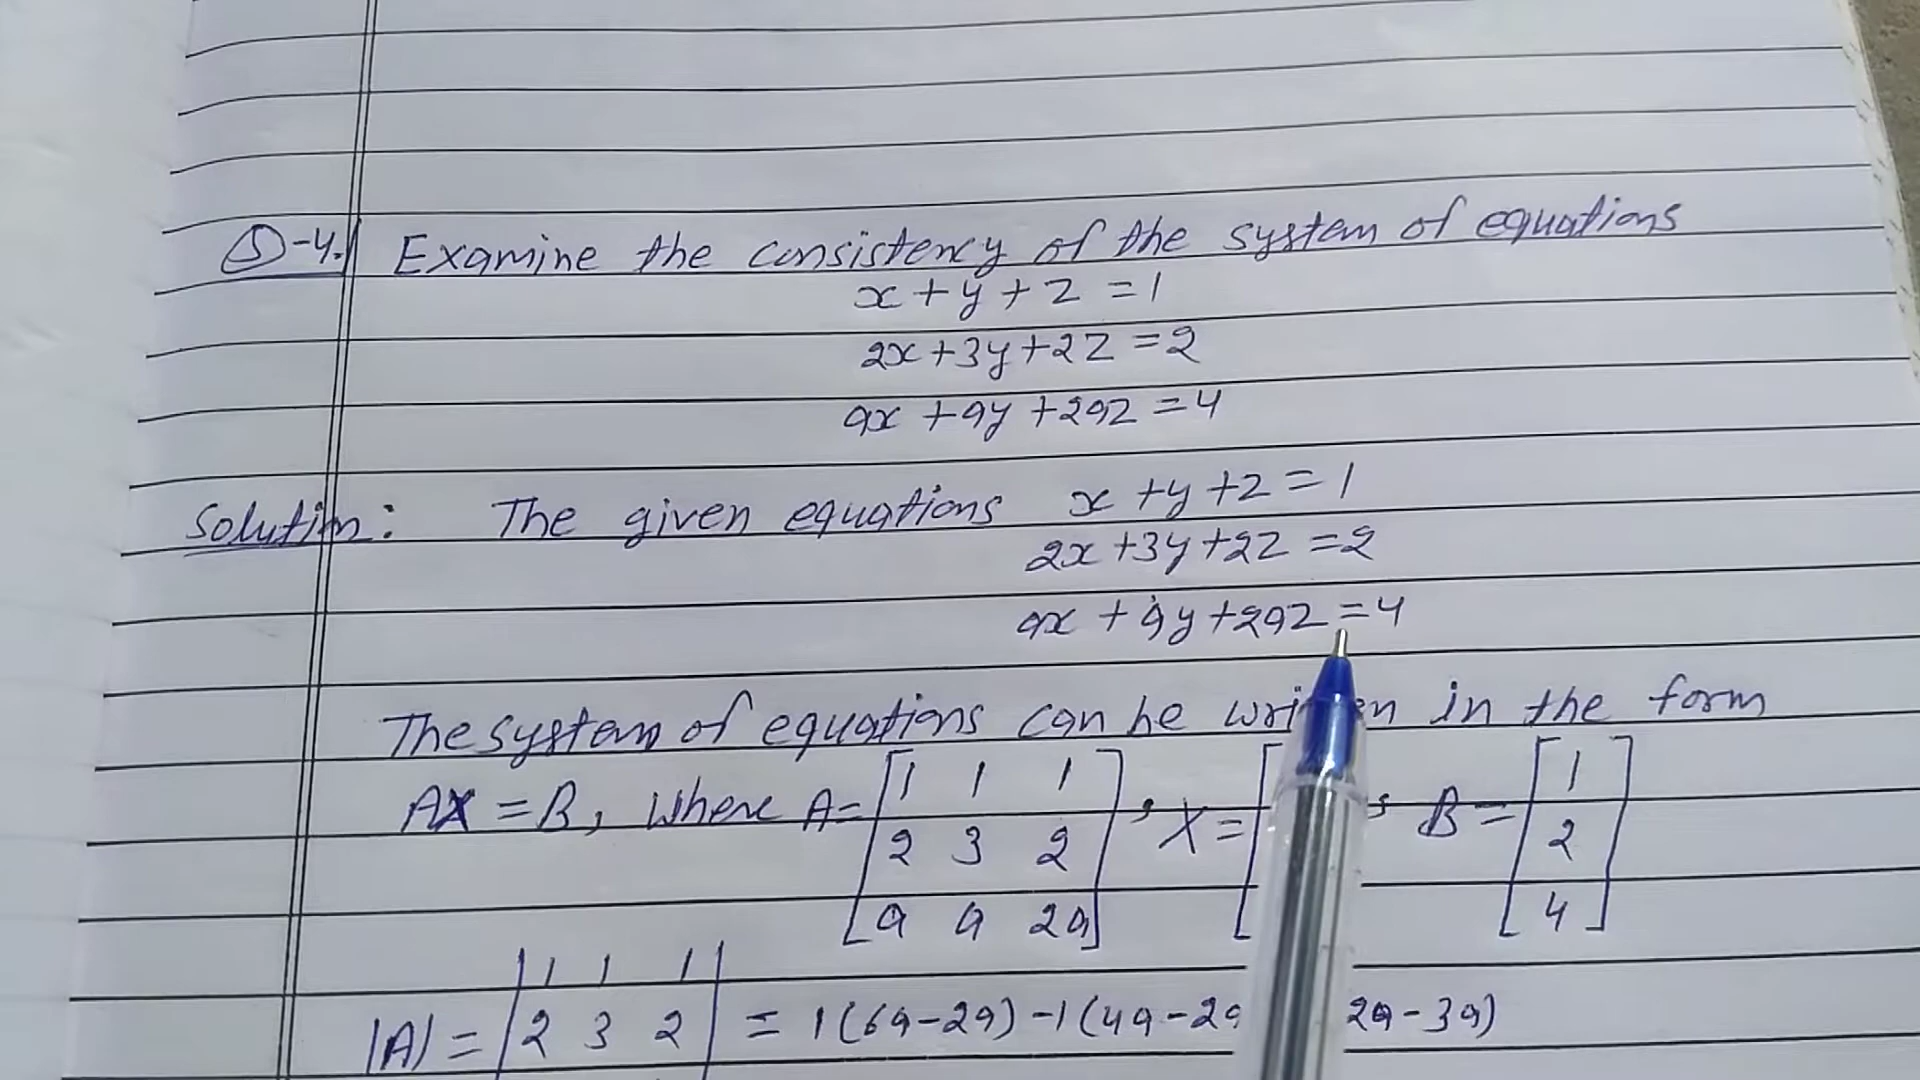 Q-4. Examine the consistency of the system of equations
x + y + z = 1
2x + 3y + 2z = 2
ax + ay + 2az = 4
Solution: The given equations x + y + z = 1
2x + 3y + 2z = 2
ax + ay + 2az = 4
The system of equations can be written in the form
AX = B, where A = [1 1 1, X = [ , B = [1
2 3 2 2
a a 2a] 4]
|A| = |1 1 1
2 3 2| = 1(6a-2a) -1(4a-2a 2a-3a)